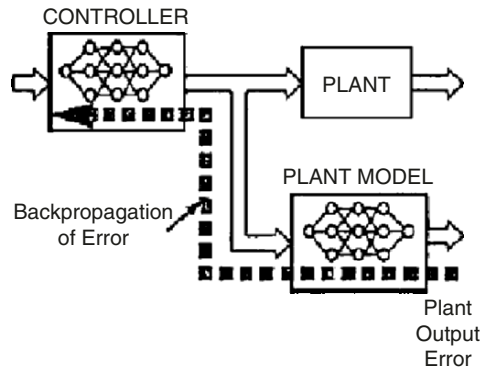 CONTROLLER
PLANT
PLANT MODEL
Backpropagation
of Error
Plant
Output
Error